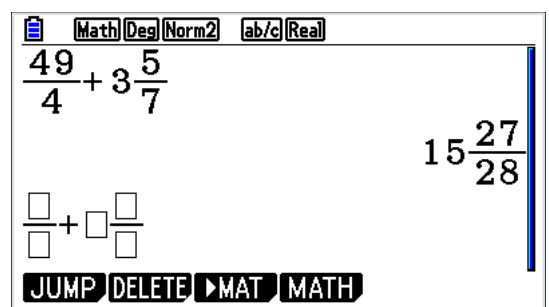 Math Deg Norm2 ab/c Real
49/4 + 3 5/7
15 27/28
□/□ + □ □/□
JUMP DELETE ▶MAT MATH